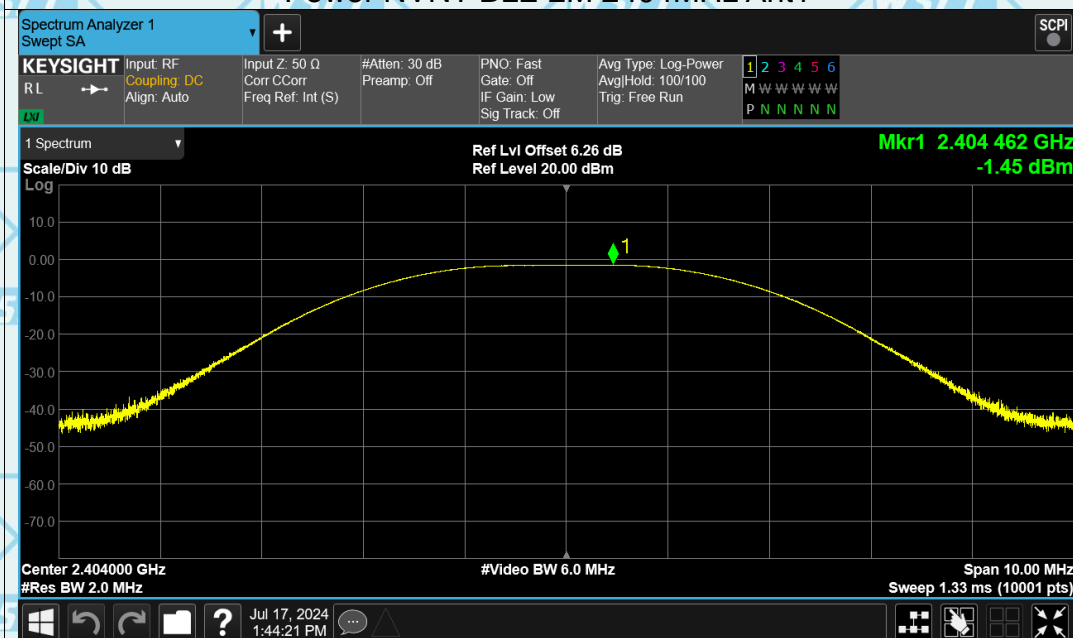 Spectrum Analyzer 1
Swept SA
SCPI
KEYSIGHT
RL
LXI
Input: RF
Coupling: DC
Align: Auto
Input Z: 50 Ω
Corr CCorr
Freq Ref: Int (S)
#Atten: 30 dB
Preamp: Off
PNO: Fast
Gate: Off
IF Gain: Low
Sig Track: Off
Avg Type: Log-Power
Avg|Hold: 100/100
Trig: Free Run
1 2 3 4 5 6
M W W W W W
P N N N N N
1 Spectrum
Scale/Div 10 dB
Log
Ref Lvl Offset 6.26 dB
Ref Level 20.00 dBm
Mkr1 2.404 462 GHz
-1.45 dBm
10.0
0.00
-10.0
-20.0
-30.0
-40.0
-50.0
-60.0
-70.0
1
Center 2.404000 GHz
#Res BW 2.0 MHz
#Video BW 6.0 MHz
Span 10.00 MHz
Sweep 1.33 ms (10001 pts)
Jul 17, 2024
1:44:21 PM